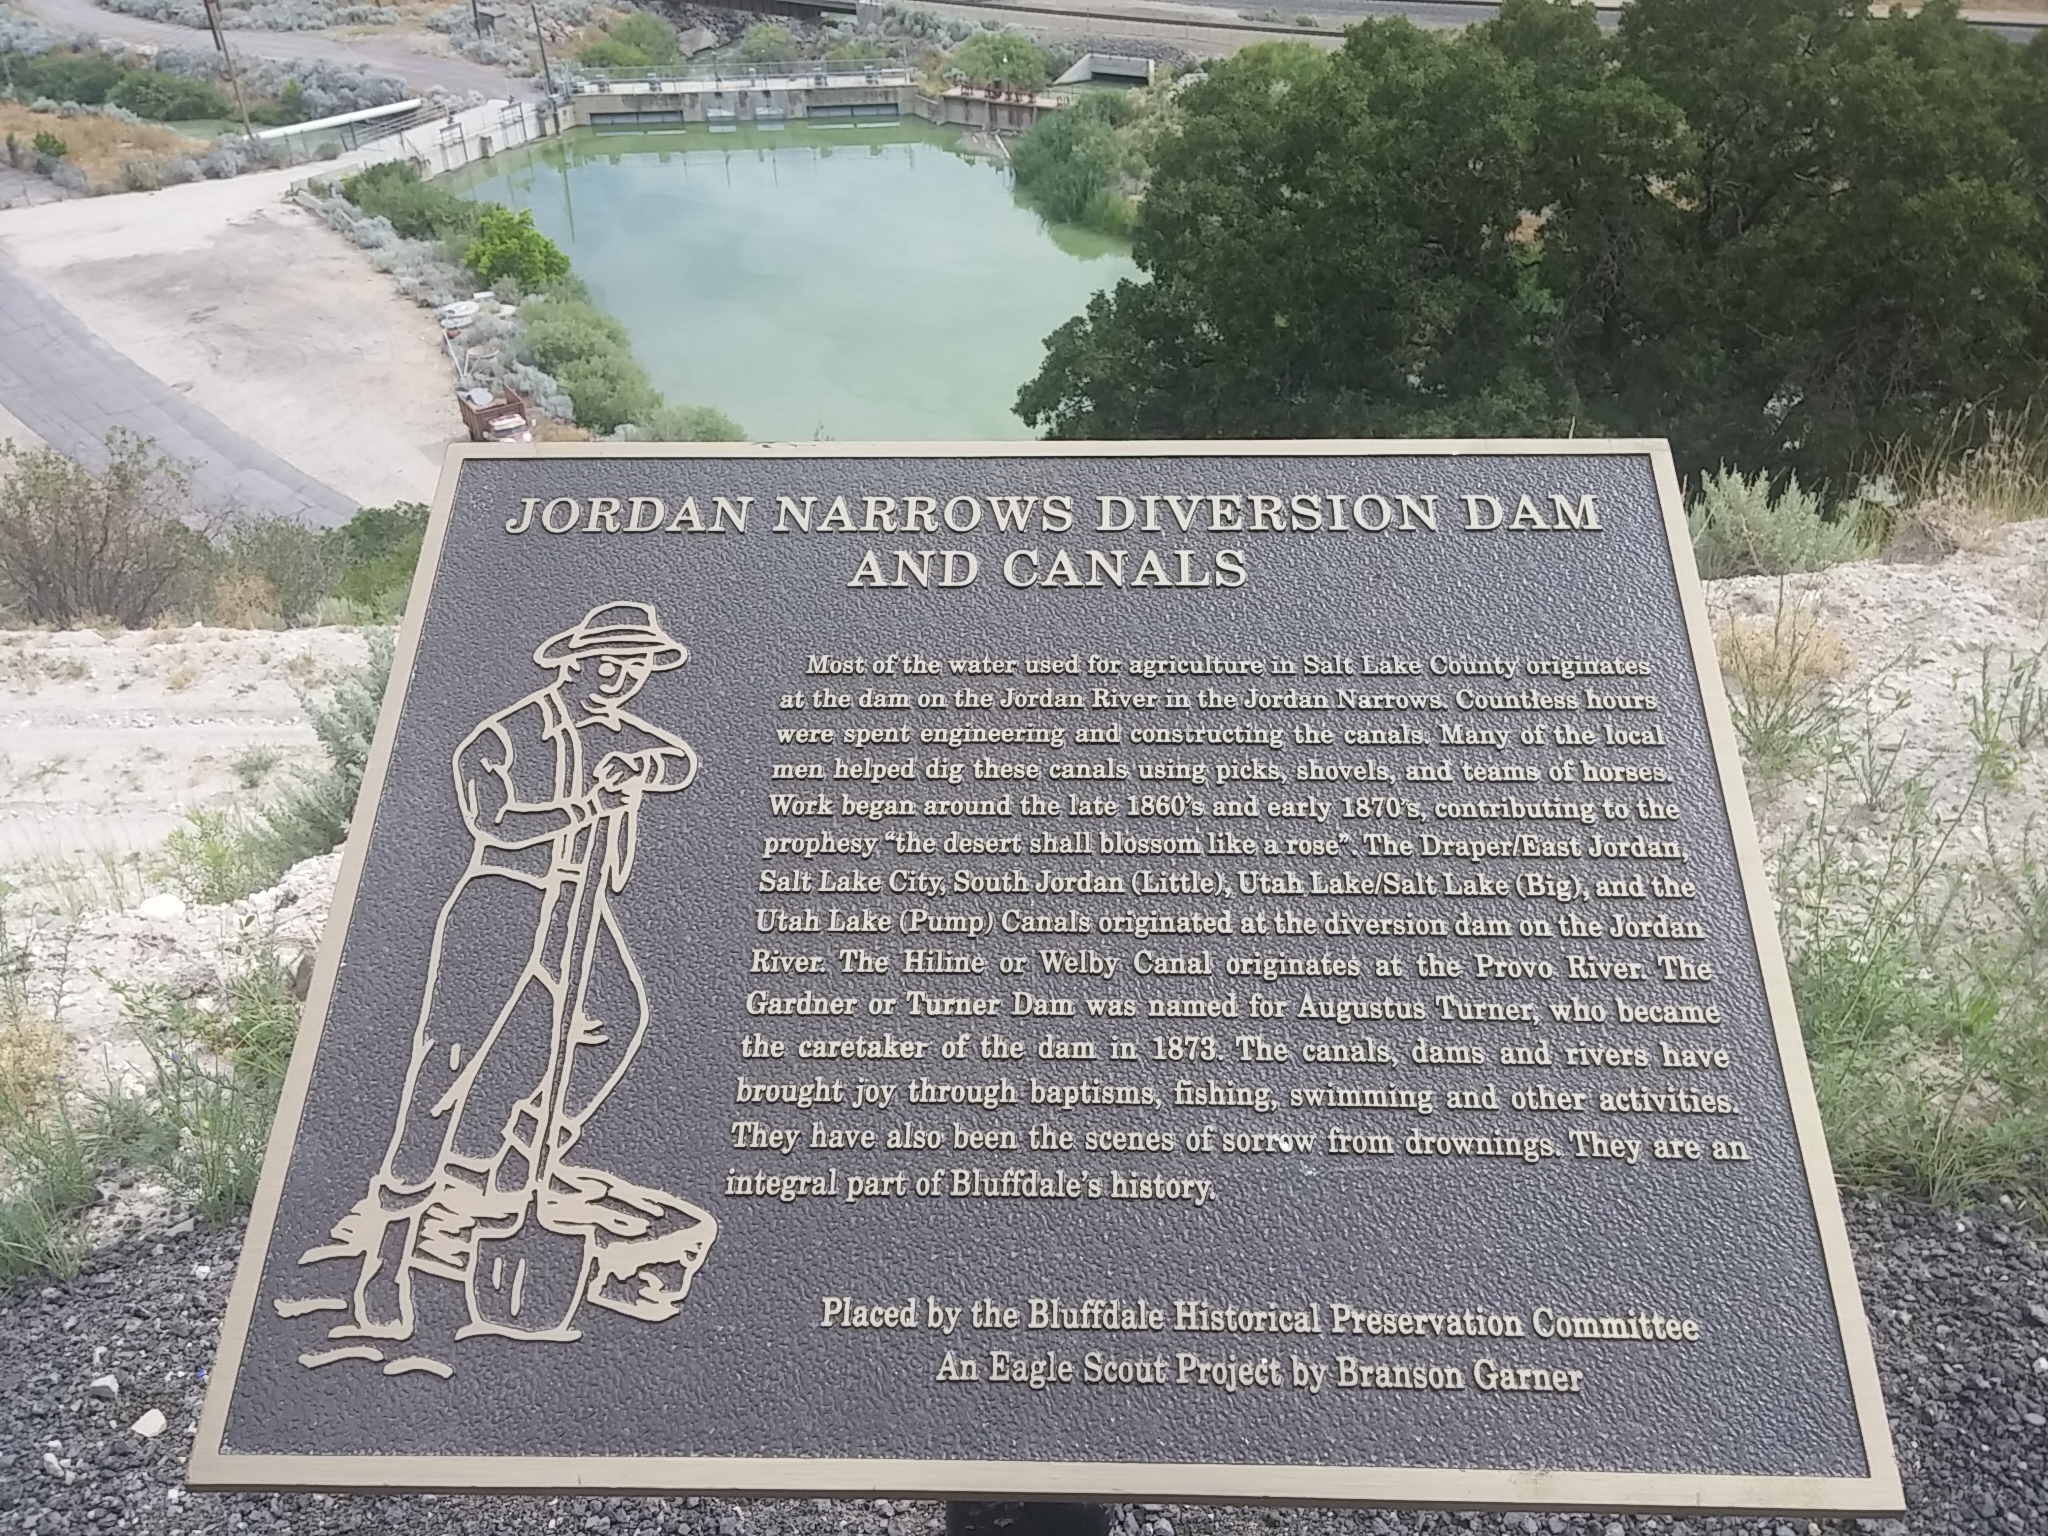 JORDAN NARROWS DIVERSION DAM
AND CANALS
Most of the water used for agriculture in Salt Lake County originates
at the dam on the Jordan River in the Jordan Narrows. Countless hours
were spent engineering and constructing the canals. Many of the local
men helped dig these canals using picks, shovels, and teams of horses.
Work began around the late 1860's and early 1870's, contributing to the
prophesy "the desert shall blossom like a rose". The Draper/East Jordan,
Salt Lake City, South Jordan (Little), Utah Lake/Salt Lake (Big), and the
Utah Lake (Pump) Canals originated at the diversion dam on the Jordan
River. The Hiline or Welby Canal originates at the Provo River. The
Gardner or Turner Dam was named for Augustus Turner, who became
the caretaker of the dam in 1873. The canals, dams and rivers have
brought joy through baptisms, fishing, swimming and other activities.
They have also been the scenes of sorrow from drownings. They are an
integral part of Bluffdale's history.
Placed by the Bluffdale Historical Preservation Committee
An Eagle Scout Project by Branson Garner